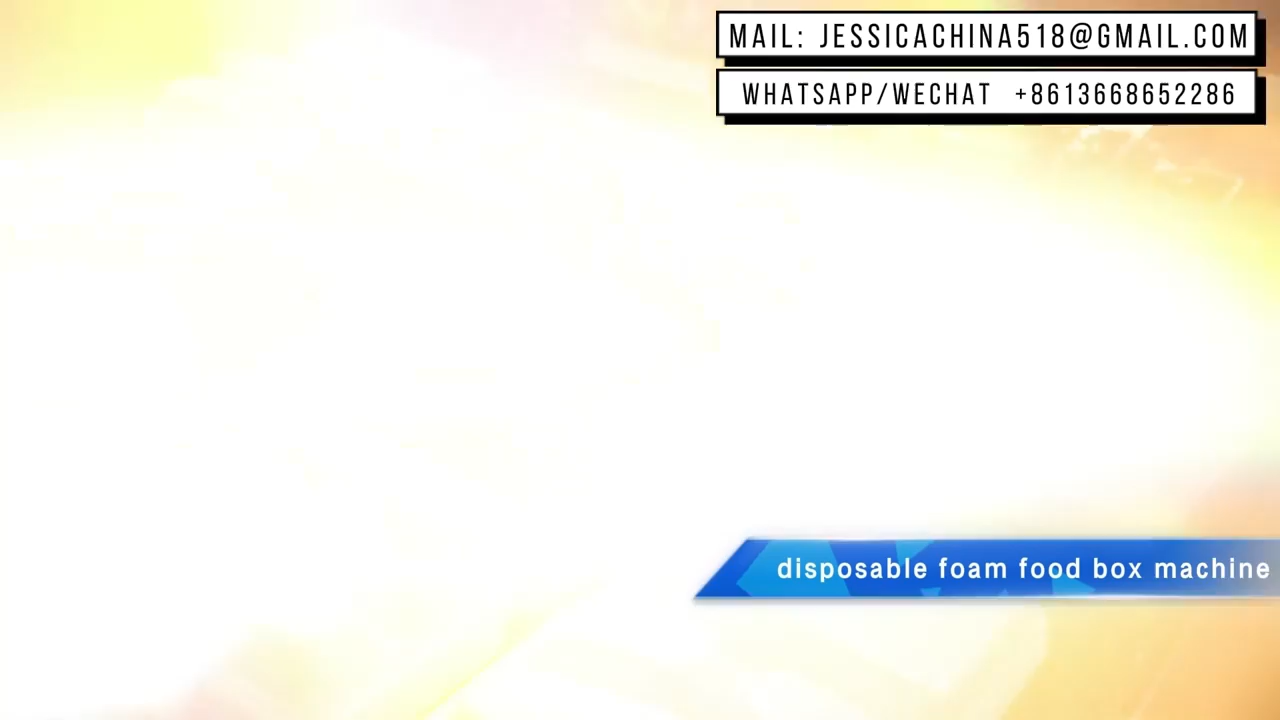 MAIL: JESSICACHINA518@GMAIL.COM
WHATSAPP/WECHAT +8613668652286
disposable foam food box machine